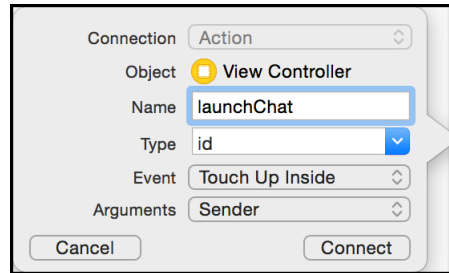 Connection Action
Object View Controller
Name launchChat
Type id
Event Touch Up Inside
Arguments Sender
Cancel Connect